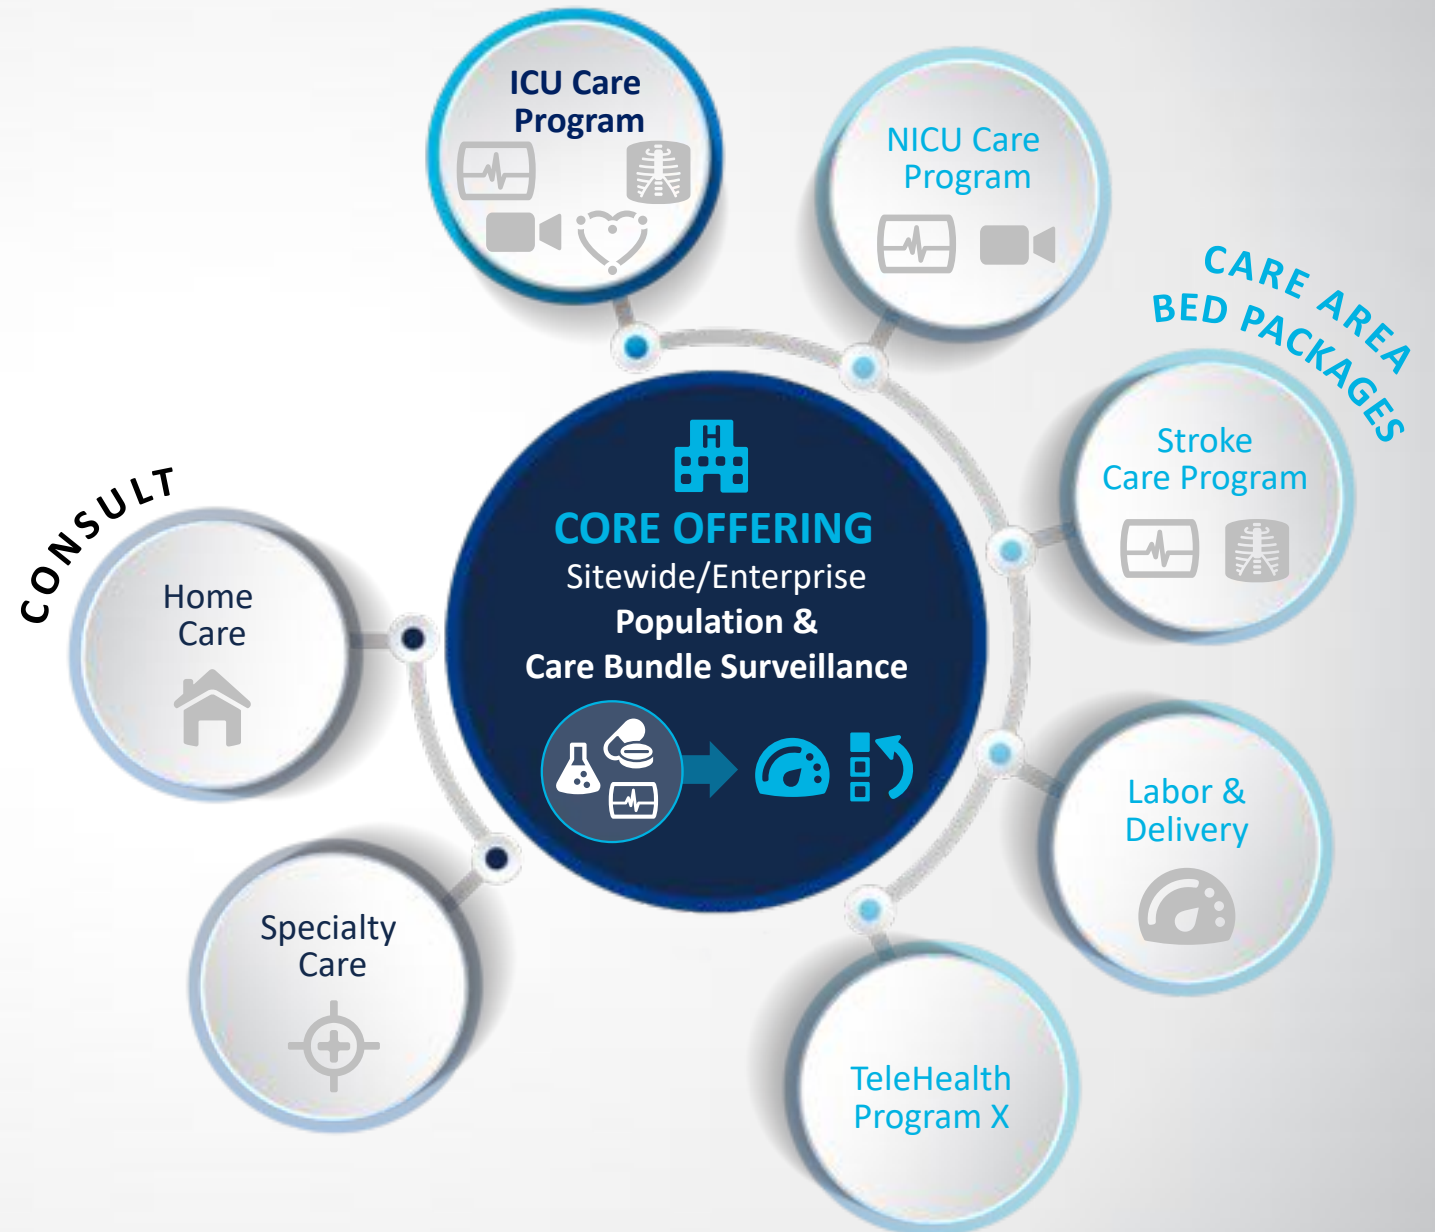 ICU Care
Program
NICU Care
Program
CARE AREA
BED PACKAGES
Stroke
Care Program
H
CORE OFFERING
Sitewide/Enterprise
Population &
Care Bundle Surveillance
CONSULT
Home
Care
Labor &
Delivery
Specialty
Care
TeleHealth
Program X